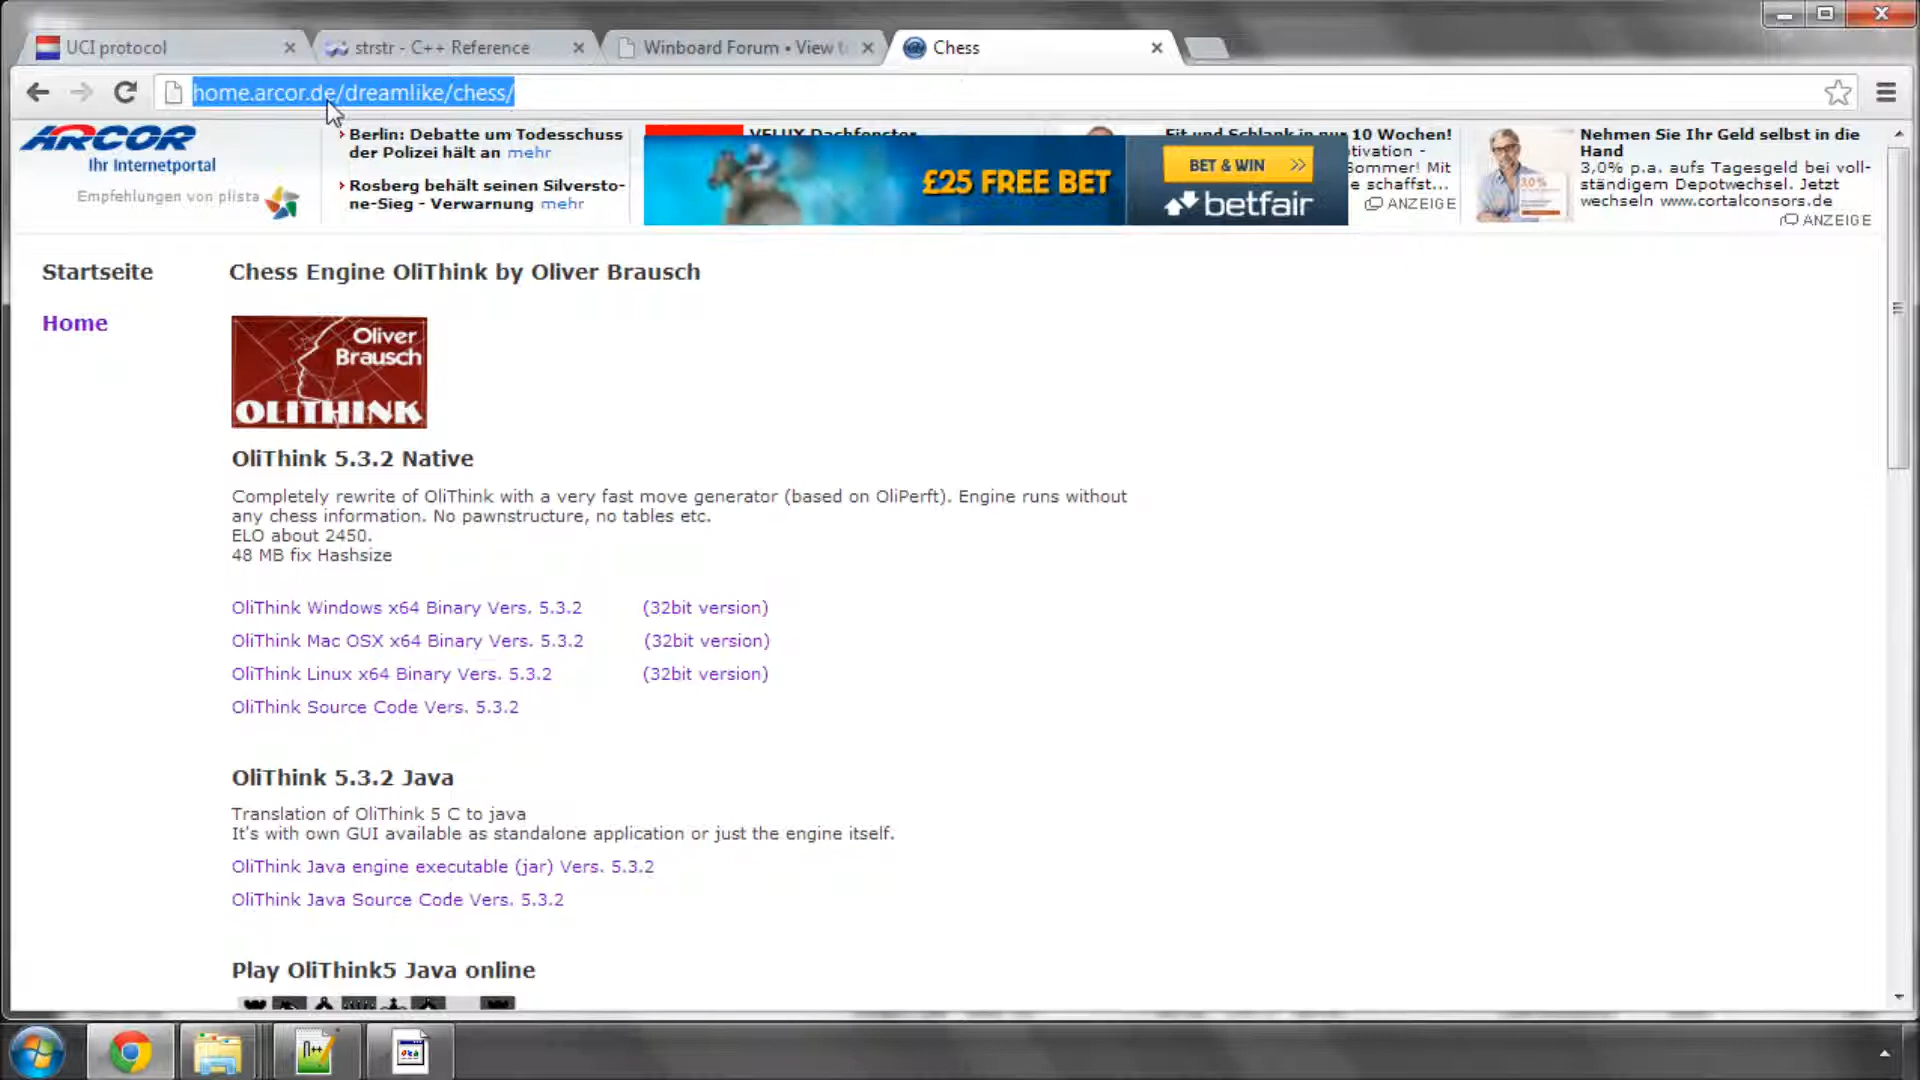 UCI protocol
strstr - C++ Reference
Winboard Forum • View t
Chess
home.arcor.de/dreamlike/chess/
ARCOR
Ihr Internetportal
Empfehlungen von plista
Berlin: Debatte um Todesschuss
der Polizei hält an mehr
Rosberg behält seinen Silversto-
ne-Sieg - Verwarnung mehr
VELUX Dachfenster
£25 FREE BET
BET & WIN >>
betfair
Fit und Schlank in nur 10 Wochen!
tivation -
Sommer! Mit
e schaffst...
ANZEIGE
Nehmen Sie Ihr Geld selbst in die
Hand
3,0% p.a. aufs Tagesgeld bei voll-
ständigem Depotwechsel. Jetzt
wechseln www.cortalconsors.de
ANZEIGE
Startseite
Home
Chess Engine OliThink by Oliver Brausch
Oliver
Brausch
OLITHINK
OliThink 5.3.2 Native
Completely rewrite of OliThink with a very fast move generator (based on OliPerft). Engine runs without
any chess information. No pawnstructure, no tables etc.
ELO about 2450.
48 MB fix Hashsize
OliThink Windows x64 Binary Vers. 5.3.2 (32bit version)
OliThink Mac OSX x64 Binary Vers. 5.3.2 (32bit version)
OliThink Linux x64 Binary Vers. 5.3.2 (32bit version)
OliThink Source Code Vers. 5.3.2
OliThink 5.3.2 Java
Translation of OliThink 5 C to java
It's with own GUI available as standalone application or just the engine itself.
OliThink Java engine executable (jar) Vers. 5.3.2
OliThink Java Source Code Vers. 5.3.2
Play OliThink5 Java online